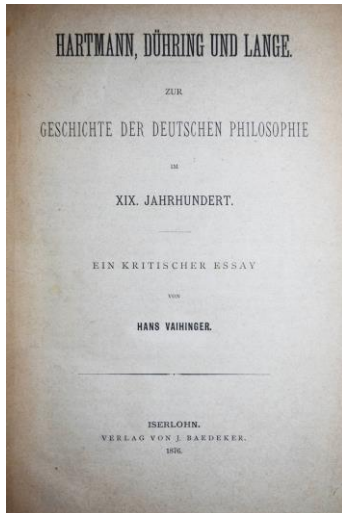 HARTMANN, DÜHRING UND LANGE.
ZUR
GESCHICHTE DER DEUTSCHEN PHILOSOPHIE
IM
XIX. JAHRHUNDERT.
EIN KRITISCHER ESSAY
VON
HANS VAIHINGER.
ISERLOHN.
VERLAG VON J. BAEDEKER.
1876.